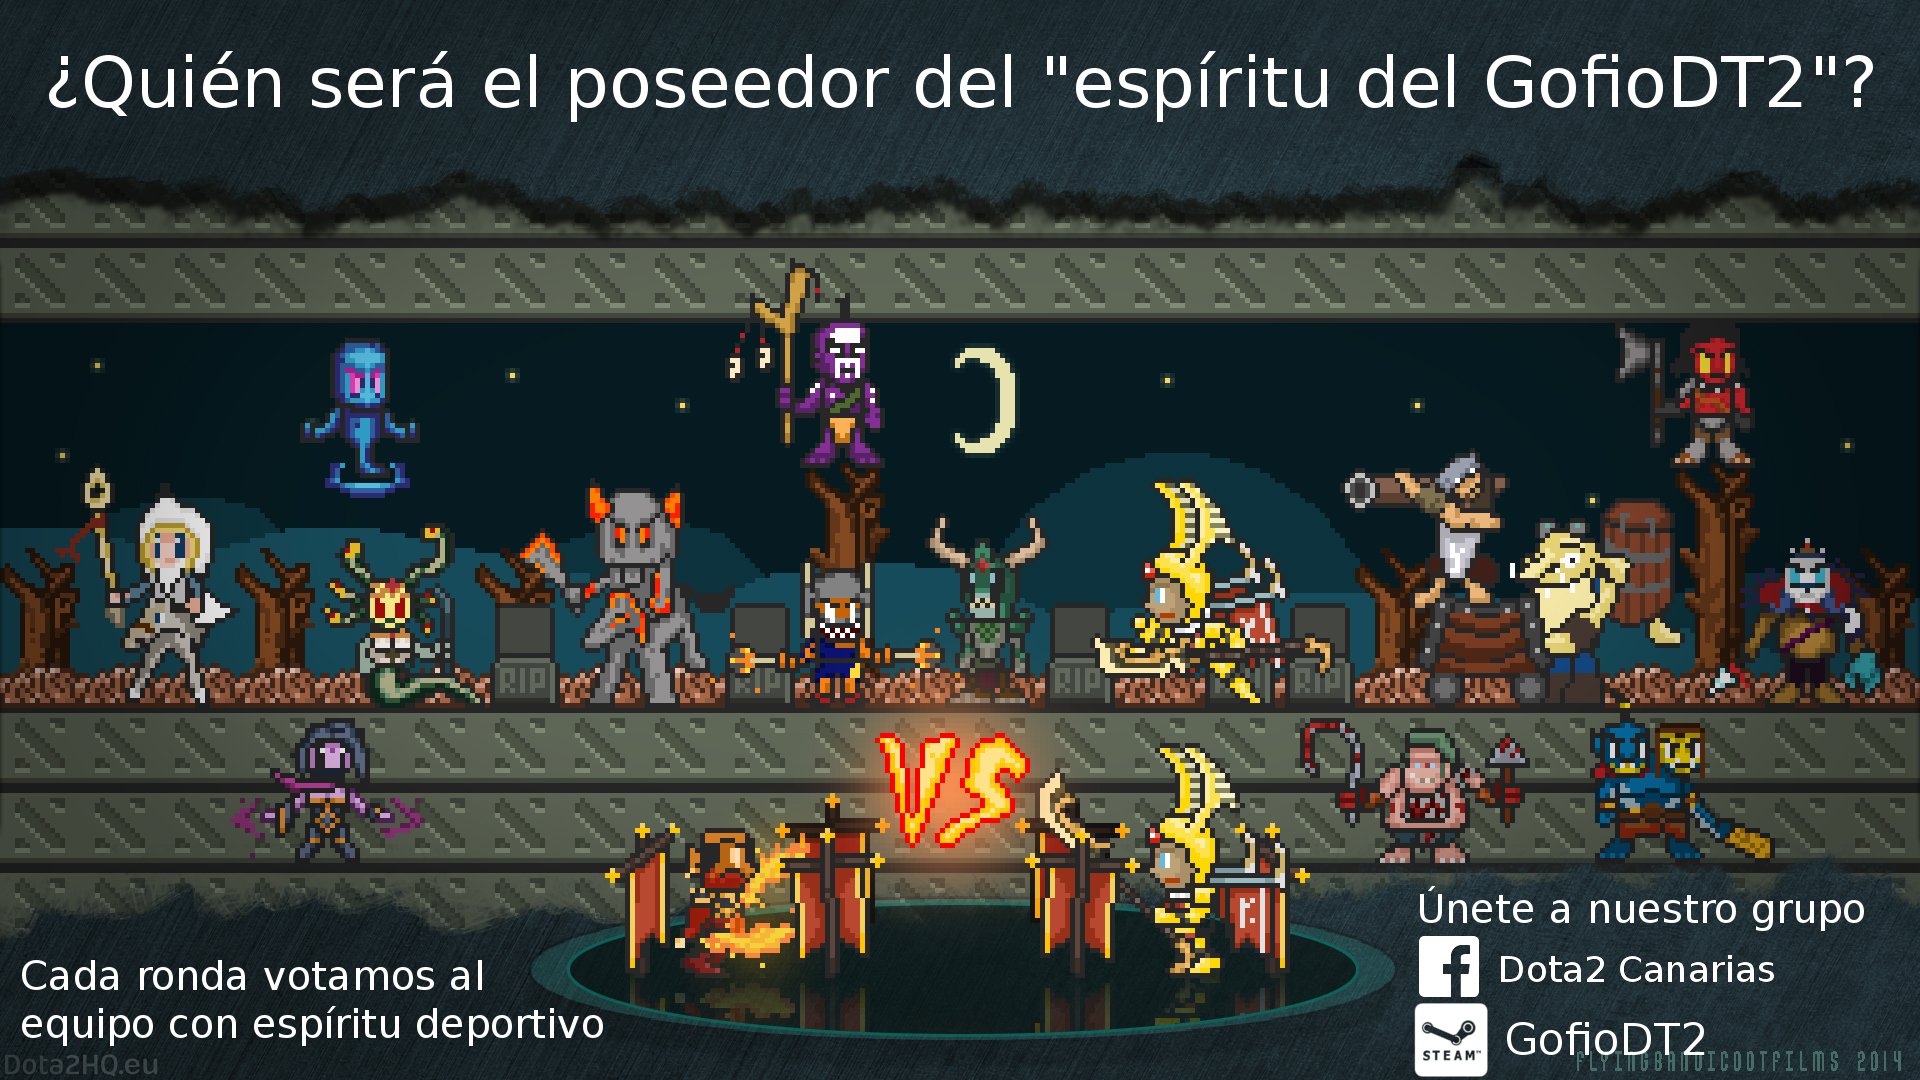 ¿Quién será el poseedor del "espíritu del GofioDT2"?
RIP
RIP
RIP
RIP
VS
Únete a nuestro grupo
Dota2 Canarias
Cada ronda votamos al
equipo con espíritu deportivo
STEAM™
GofioDT2
Dota2HQ.eu
FLYINGBANDICOOTFILMS 2014